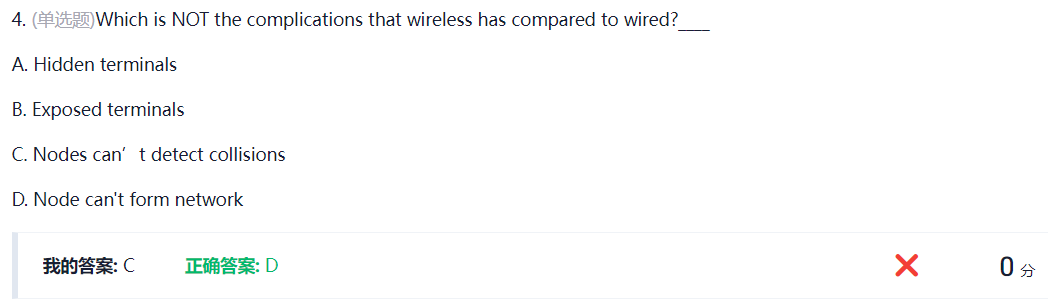 4. (单选题)Which is NOT the complications that wireless has compared to wired?____
A. Hidden terminals
B. Exposed terminals
C. Nodes can’t detect collisions
D. Node can't form network
我的答案: C 正确答案: D 0 分